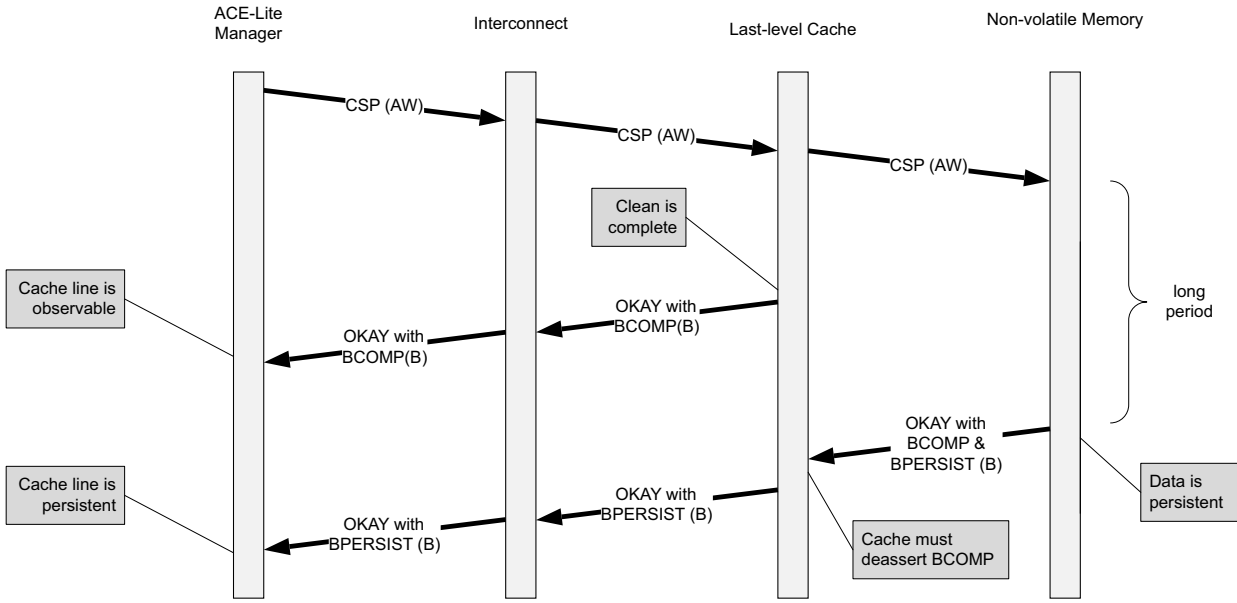 ACE-Lite
Manager
Interconnect
Last-level Cache
Non-volatile Memory
CSP (AW)
CSP (AW)
CSP (AW)
Clean is
complete
Cache line is
observable
OKAY with
BCOMP(B)
OKAY with
BCOMP(B)
long
period
OKAY with
BCOMP &
BPERSIST (B)
Cache line is
persistent
OKAY with
BPERSIST (B)
OKAY with
BPERSIST (B)
Data is
persistent
Cache must
deassert BCOMP